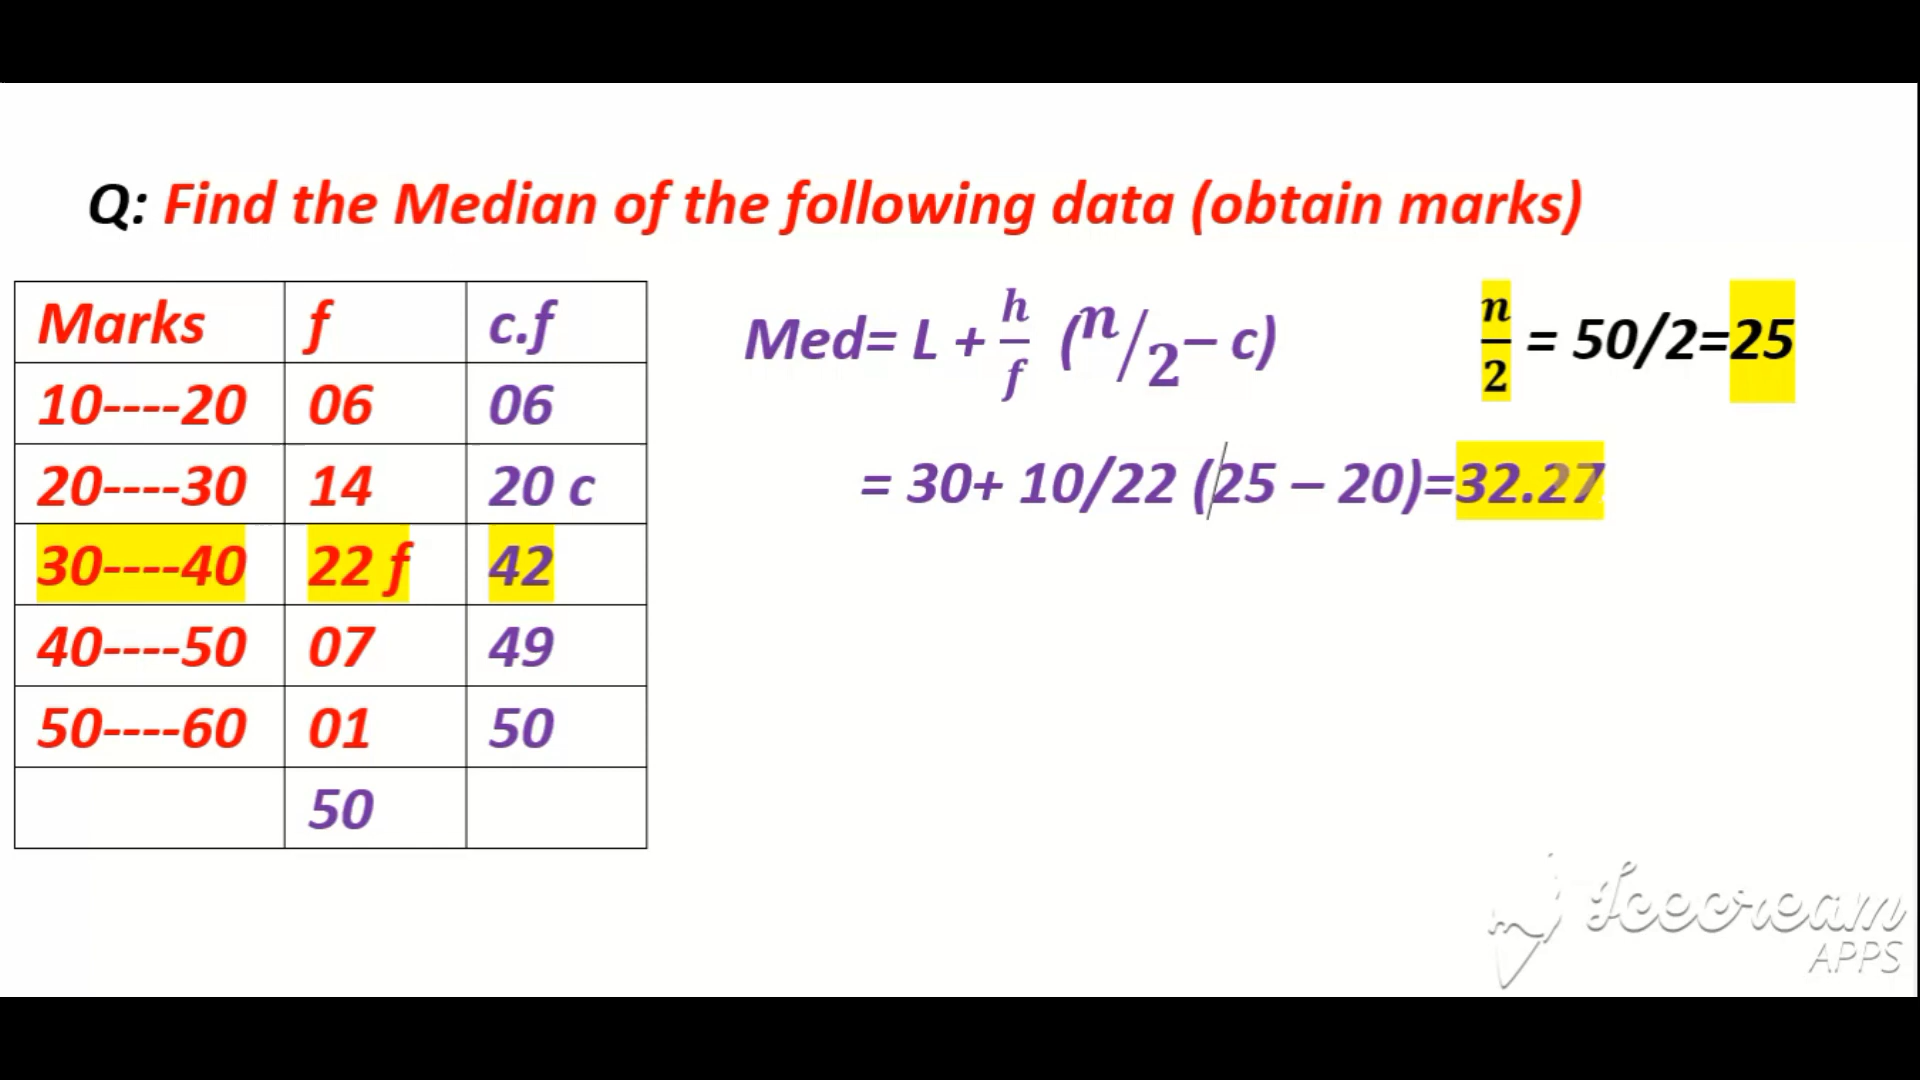 Q: Find the Median of the following data (obtain marks)
Marks f c.f
10----20 06 06
20----30 14 20 c
30----40 22 f 42
40----50 07 49
50----60 01 50
50
Med= L + h/f (n/2– c)
n/2 = 50/2=25
= 30+ 10/22 (25 – 20)=32.27
Icecream
APPS